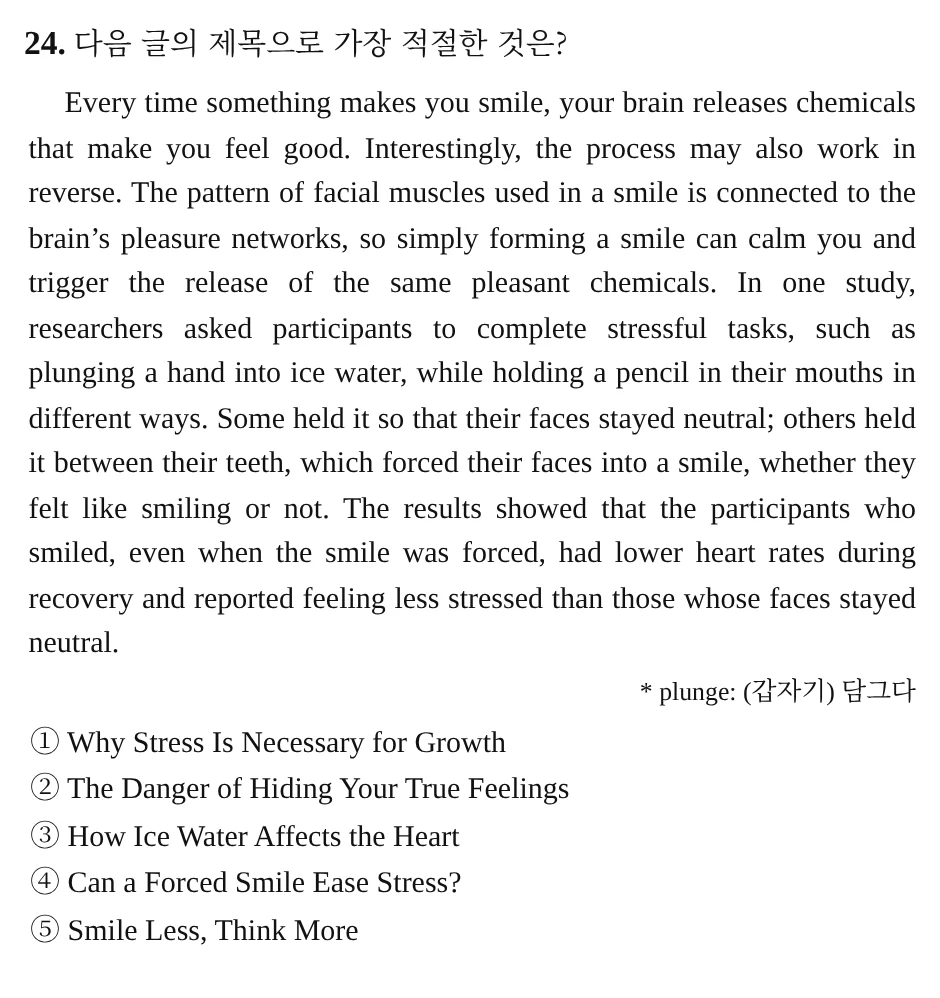 24. 다음 글의 제목으로 가장 적절한 것은?
Every time something makes you smile, your brain releases chemicals
that make you feel good. Interestingly, the process may also work in
reverse. The pattern of facial muscles used in a smile is connected to the
brain’s pleasure networks, so simply forming a smile can calm you and
trigger the release of the same pleasant chemicals. In one study,
researchers asked participants to complete stressful tasks, such as
plunging a hand into ice water, while holding a pencil in their mouths in
different ways. Some held it so that their faces stayed neutral; others held
it between their teeth, which forced their faces into a smile, whether they
felt like smiling or not. The results showed that the participants who
smiled, even when the smile was forced, had lower heart rates during
recovery and reported feeling less stressed than those whose faces stayed
neutral.
* plunge: (갑자기) 담그다
① Why Stress Is Necessary for Growth
② The Danger of Hiding Your True Feelings
③ How Ice Water Affects the Heart
④ Can a Forced Smile Ease Stress?
⑤ Smile Less, Think More